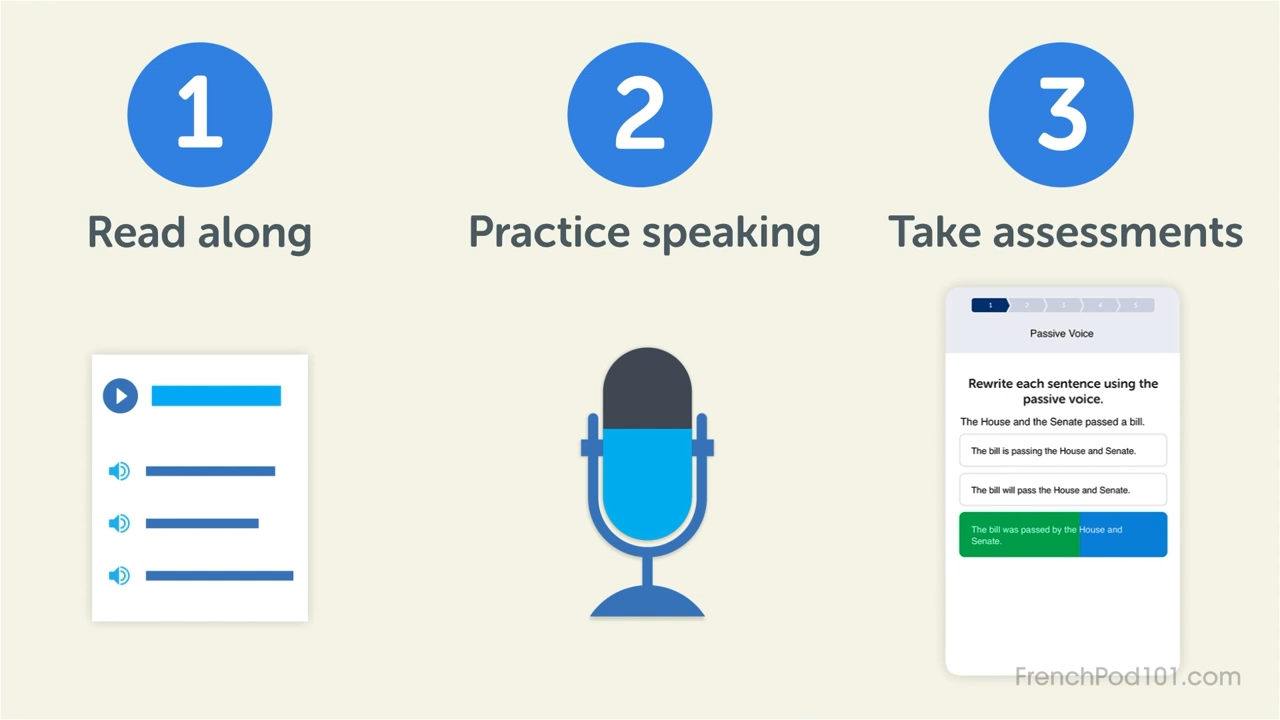 1
Read along
2
Practice speaking
3
Take assessments
1 2 3 4 5
Passive Voice
Rewrite each sentence using the
passive voice.
The House and the Senate passed a bill.
The bill is passing the House and Senate.
The bill will pass the House and Senate.
The bill was passed by the House and
Senate.
FrenchPod101.com